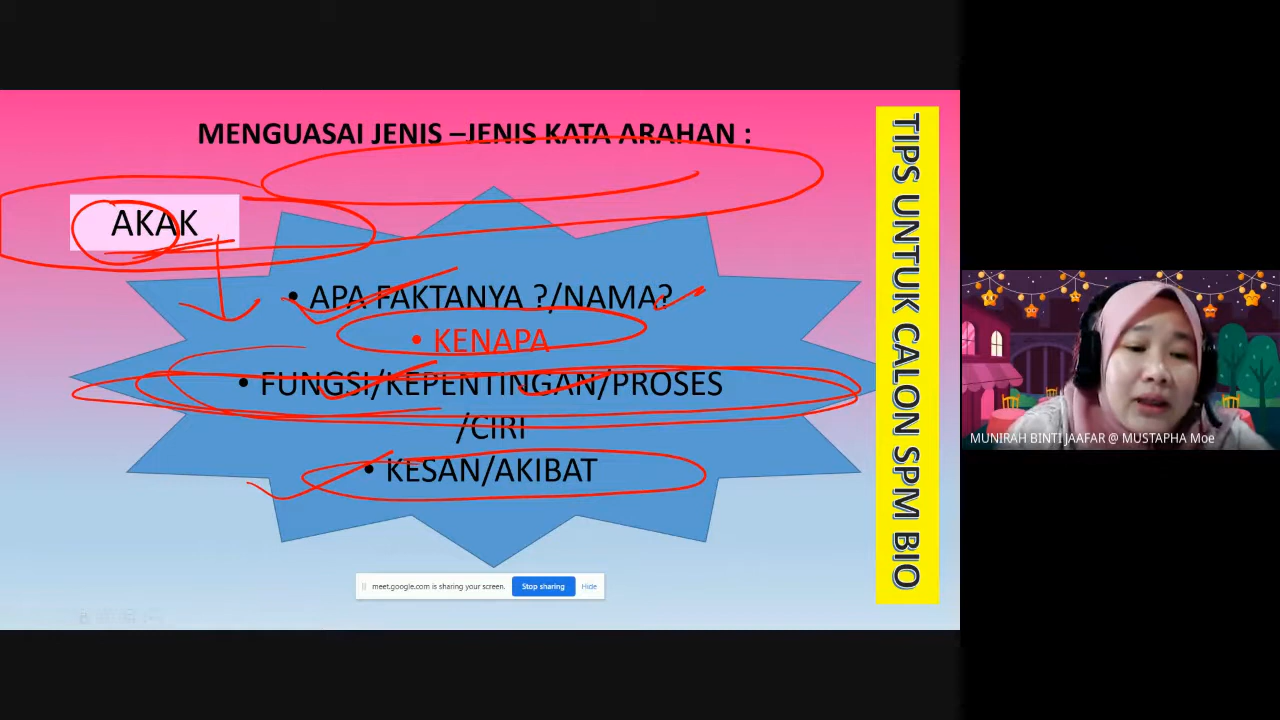 MENGUASAI JENIS –JENIS KATA ARAHAN :
AKAK
• APA FAKTANYA ?/NAMA?
• KENAPA
• FUNGSI/KEPENTINGAN/PROSES
/CIRI
• KESAN/AKIBAT
TIPS UNTUK CALON SPM BIO
MUNIRAH BINTI JAAFAR @ MUSTAPHA Moe
meet.google.com is sharing your screen.
Stop sharing
Hide